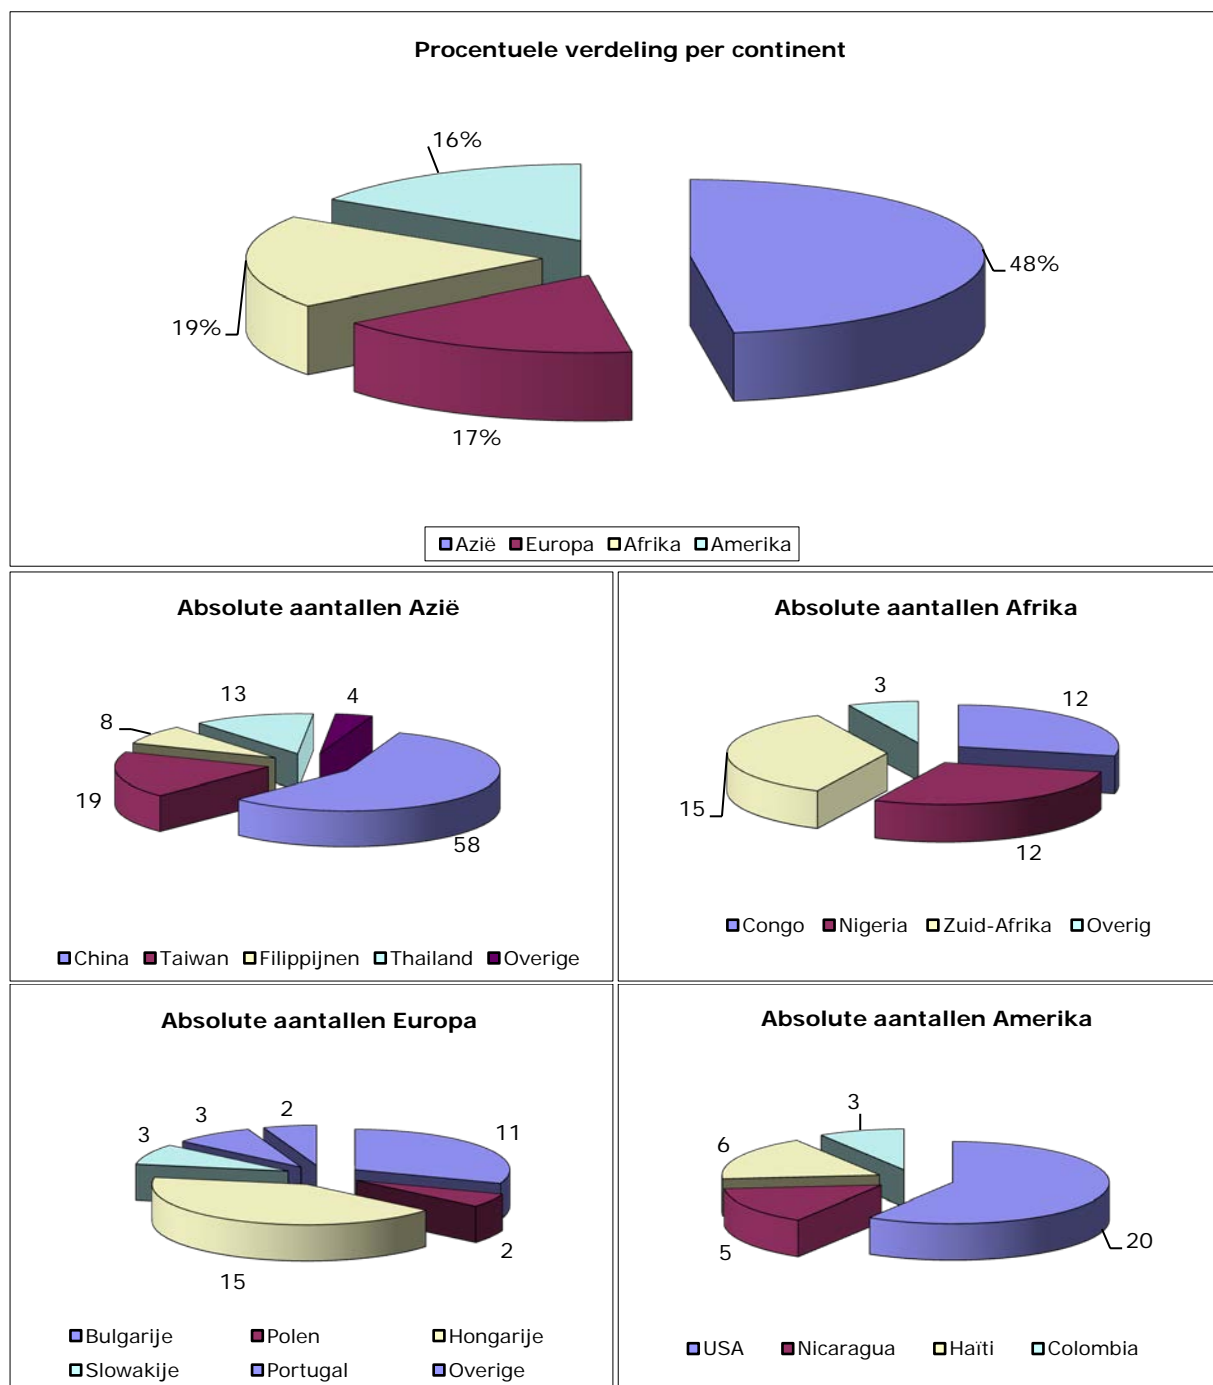 Procentuele verdeling per continent
16%
48%
19%
17%
Azië Europa Afrika Amerika
Absolute aantallen Azië
13
4
8
19
58
China Taiwan Filippijnen Thailand Overige
Absolute aantallen Afrika
3
12
15
12
Congo Nigeria Zuid-Afrika Overig
Absolute aantallen Europa
2
3
3
11
2
15
Bulgarije Polen Hongarije
Slowakije Portugal Overige
Absolute aantallen Amerika
3
6
5
20
USA Nicaragua Haïti Colombia